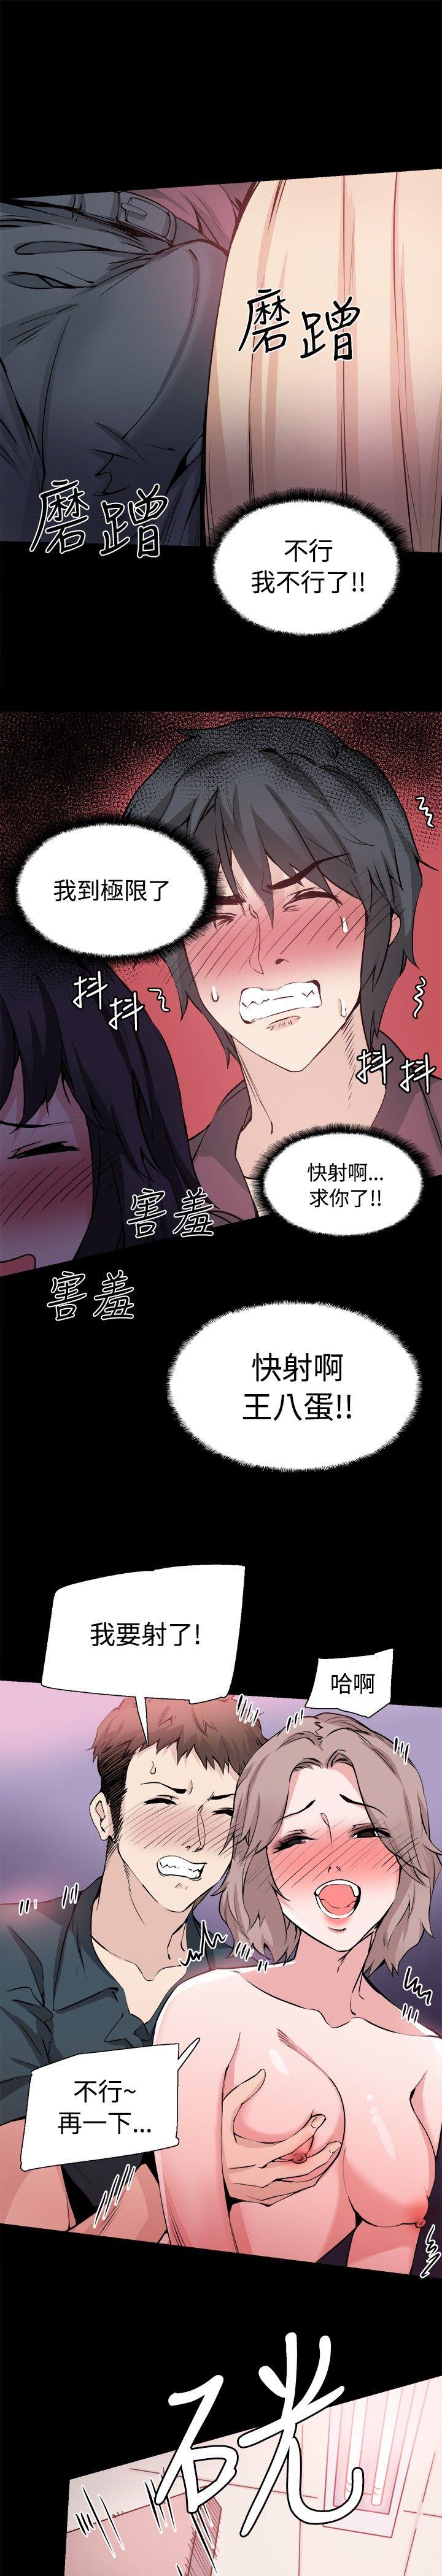 磨蹭
磨蹭
不行
我不行了!!
我到極限了
抖抖
抖抖
快射啊...
求你了!!
害羞
害羞
快射啊
王八蛋!!
我要射了!
哈啊
不行~
再一下...
砊